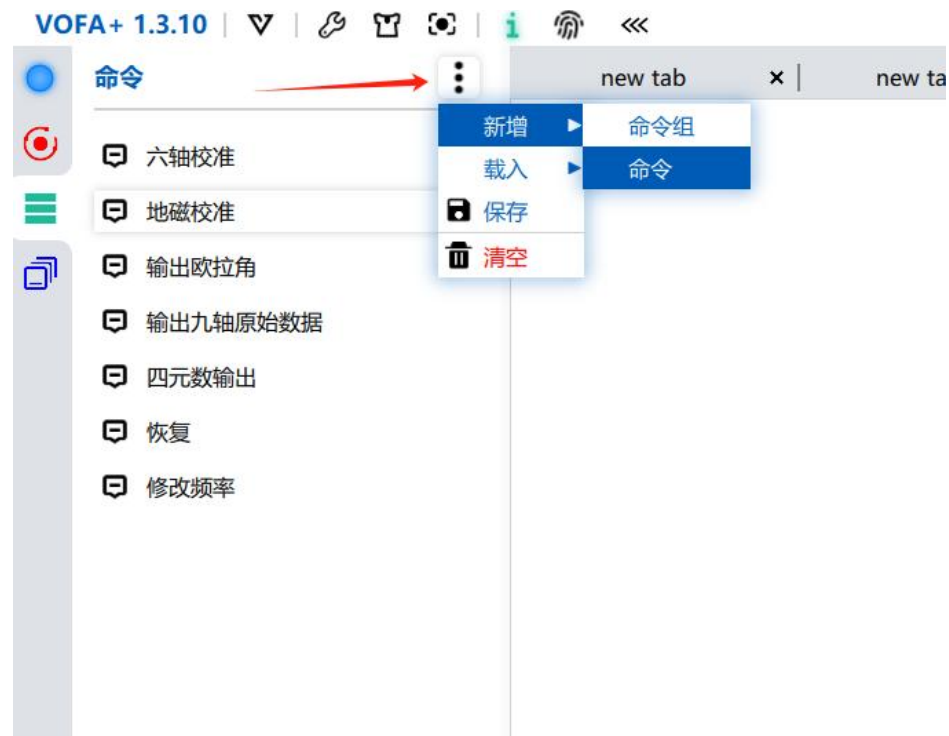 VOFA+ 1.3.10
命令
new tab
new ta
新增
命令组
载入
命令
保存
清空
六轴校准
地磁校准
输出欧拉角
输出九轴原始数据
四元数输出
恢复
修改频率